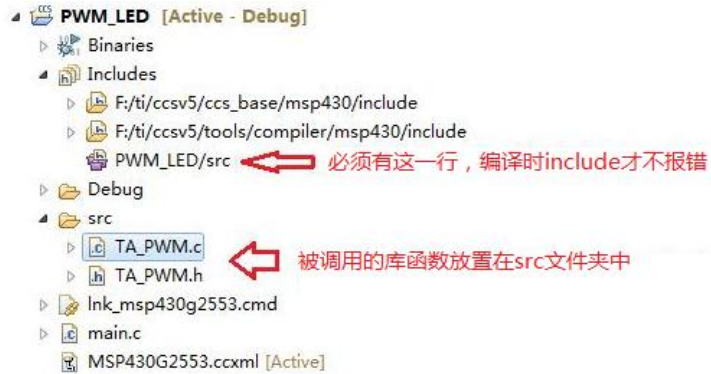 PWM_LED [Active - Debug]
Binaries
Includes
F:/ti/ccsv5/ccs_base/msp430/include
F:/ti/ccsv5/tools/compiler/msp430/include
PWM_LED/src 必须有这一行，编译时include才不报错
Debug
src
TA_PWM.c
被调用的库函数放置在src文件夹中
TA_PWM.h
lnk_msp430g2553.cmd
main.c
MSP430G2553.ccxml [Active]